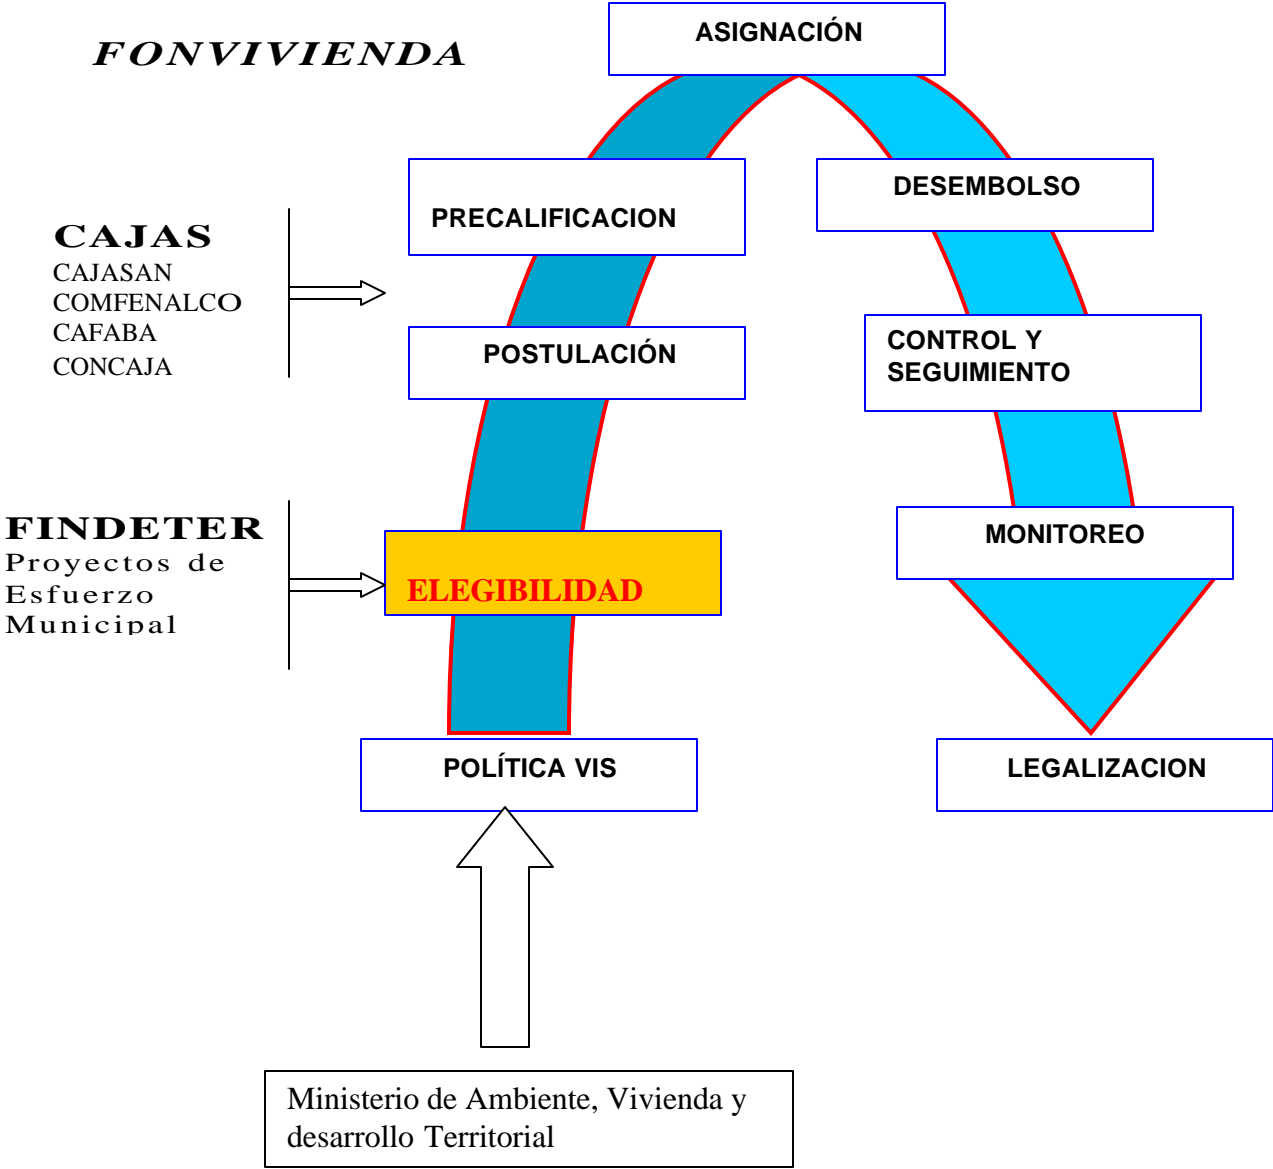 FONVIVIENDA
ASIGNACIÓN
PRECALIFICACION
DESEMBOLSO
CAJAS
CAJASAN
COMFENALCO
CAFABA
CONCAJA
POSTULACIÓN
CONTROL Y
SEGUIMIENTO
FINDETER
Proyectos de
Esfuerzo
Municipal
ELEGIBILIDAD
MONITOREO
POLÍTICA VIS
LEGALIZACION
Ministerio de Ambiente, Vivienda y
desarrollo Territorial